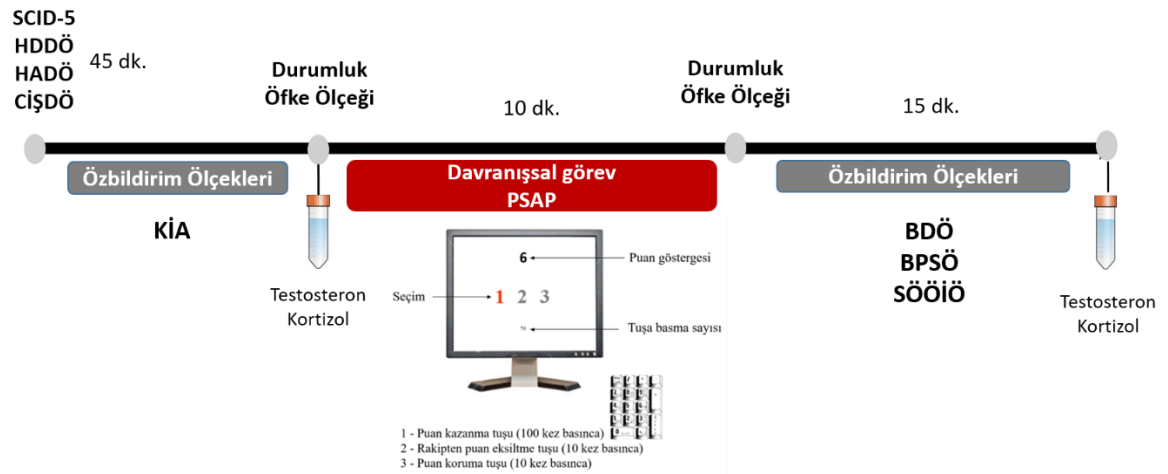 SCID-5
HDDÖ
HADÖ
CİŞDÖ
45 dk.
Durumluk
Öfke Ölçeği
10 dk.
Durumluk
Öfke Ölçeği
15 dk.
Özbildirim Ölçekleri
Davranışsal görev
PSAP
Özbildirim Ölçekleri
KİA
BDÖ
BPSÖ
SÖÖİÖ
Testosteron
Kortizol
Testosteron
Kortizol
6
Puan göstergesi
Seçim
1 2 3
Tuşa basma sayısı
1 - Puan kazanma tuşu (100 kez basınca)
2 - Rakipten puan eksiltme tuşu (10 kez basınca)
3 - Puan koruma tuşu (10 kez basınca)